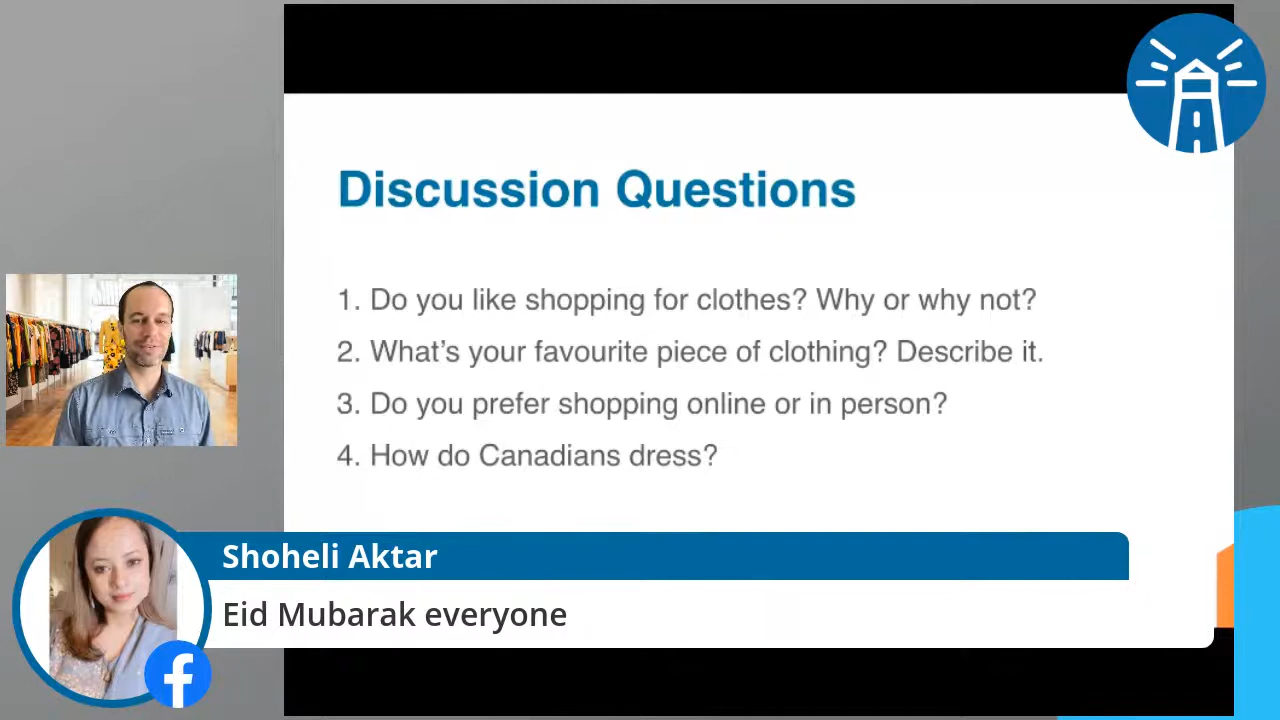 Discussion Questions
1. Do you like shopping for clothes? Why or why not?
2. What's your favourite piece of clothing? Describe it.
3. Do you prefer shopping online or in person?
4. How do Canadians dress?
Shoheli Aktar
Eid Mubarak everyone